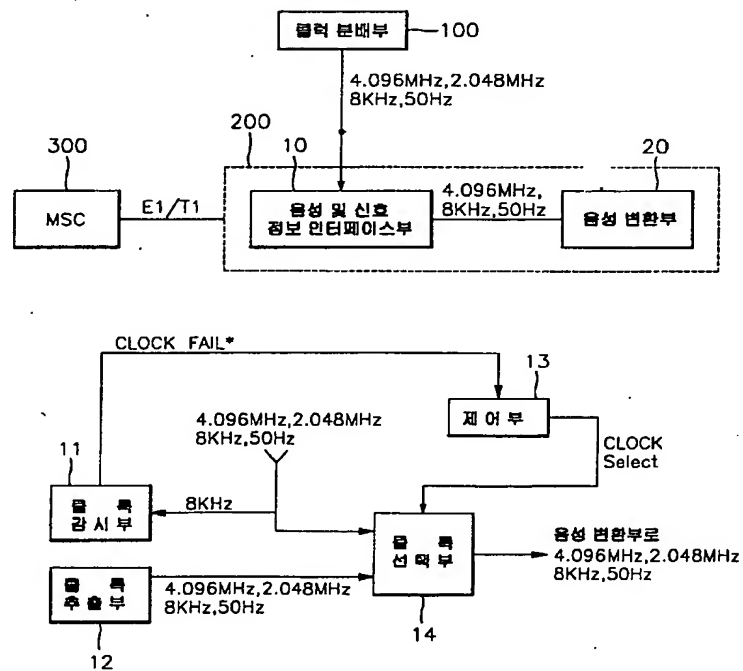 클럭 분배부
100
4.096MHz,2.048MHz
8KHz,50Hz
300
200
10
20
MSC
E1/T1
음성 및 신호
정보 인터페이스부
4.096MHz,
8KHz,50Hz
음성 변환부
CLOCK FAIL*
13
제어부
4.096MHz,2.048MHz
8KHz,50Hz
CLOCK
Select
11
클 록
감시부
8KHz
클 록
선택부
음성 변환부로
4.096MHz,2.048MHz
8KHz,50Hz
클 록
추출부
4.096MHz,2.048MHz
8KHz,50Hz
12
14